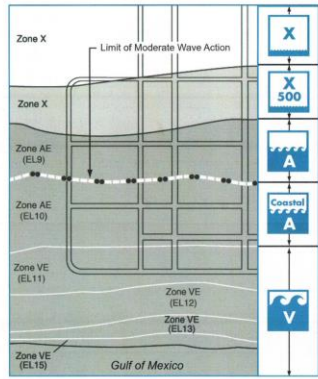 Zone X
Limit of Moderate Wave Action
X
Zone X
X
500
Zone AE
(EL9)
A
Zone AE
(EL10)
Coastal
A
Zone VE
(EL11)
Zone VE
(EL12)
V
Zone VE
(EL13)
Zone VE
(EL15)
Gulf of Mexico